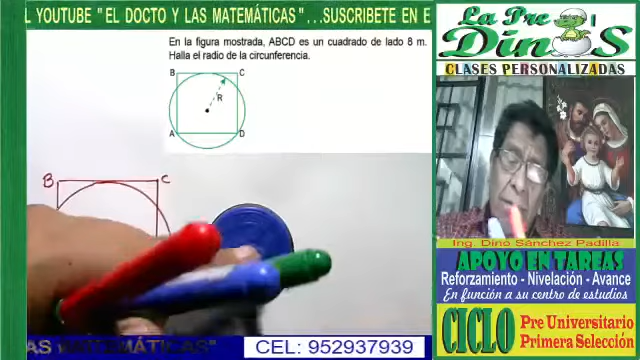 L YOUTUBE " EL DOCTO Y LAS MATEMÁTICAS "...SUSCRIBETE EN E
La Pre
DinoS
CLASES PERSONALIZADAS
En la figura mostrada, ABCD es un cuadrado de lado 8 m.
Halla el radio de la circunferencia.
B C
R
A D
B C
Ing. Dino Sánchez Padilla
APOYO EN TAREAS
Reforzamiento - Nivelación - Avance
En función a su centro de estudios
CICLO Pre Universitario
Primera Selección
AS MATEMÁTICAS"
CEL: 952937939